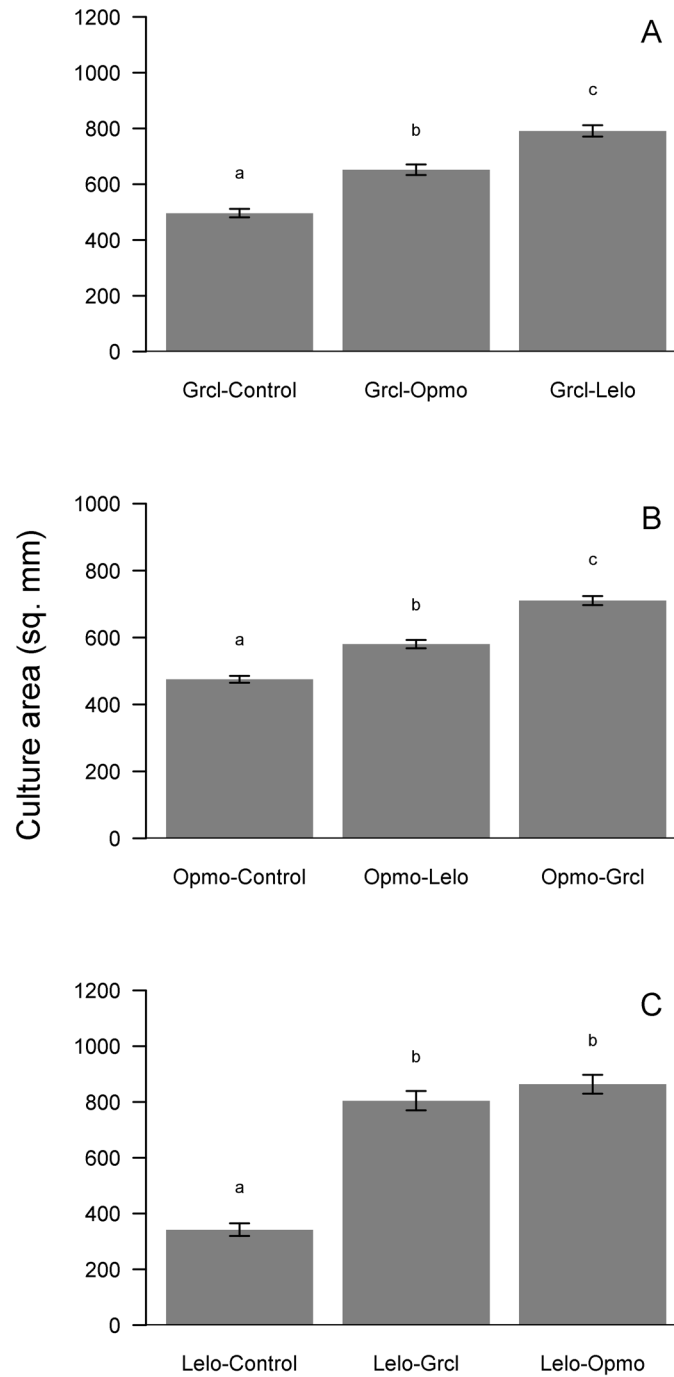 Culture area (sq. mm)
A
1200
1000
800
600
400
200
0
a
b
c
Grcl-Control Grcl-Opmo Grcl-Lelo
B
1000
800
600
400
200
0
a
b
c
Opmo-Control Opmo-Lelo Opmo-Grcl
C
1200
1000
800
600
400
200
0
a
b
b
Lelo-Control Lelo-Grcl Lelo-Opmo